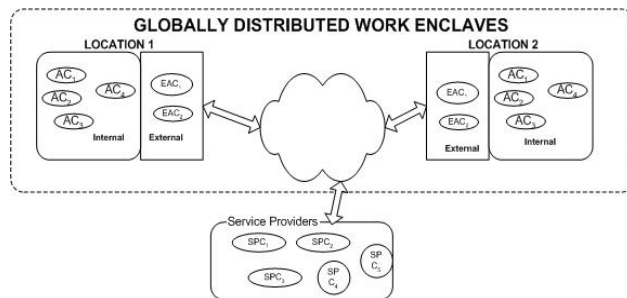 GLOBALLY DISTRIBUTED WORK ENCLAVES
LOCATION 1
AC₁
AC₂
AC₄
AC₃
Internal
EAC₁
EAC₂
External
LOCATION 2
EAC₁
EAC₂
External
AC₁
AC₄
AC₂
AC₃
Internal
Service Providers
SPC₁
SPC₂
SP
C₅
SPC₃
SP
C₄